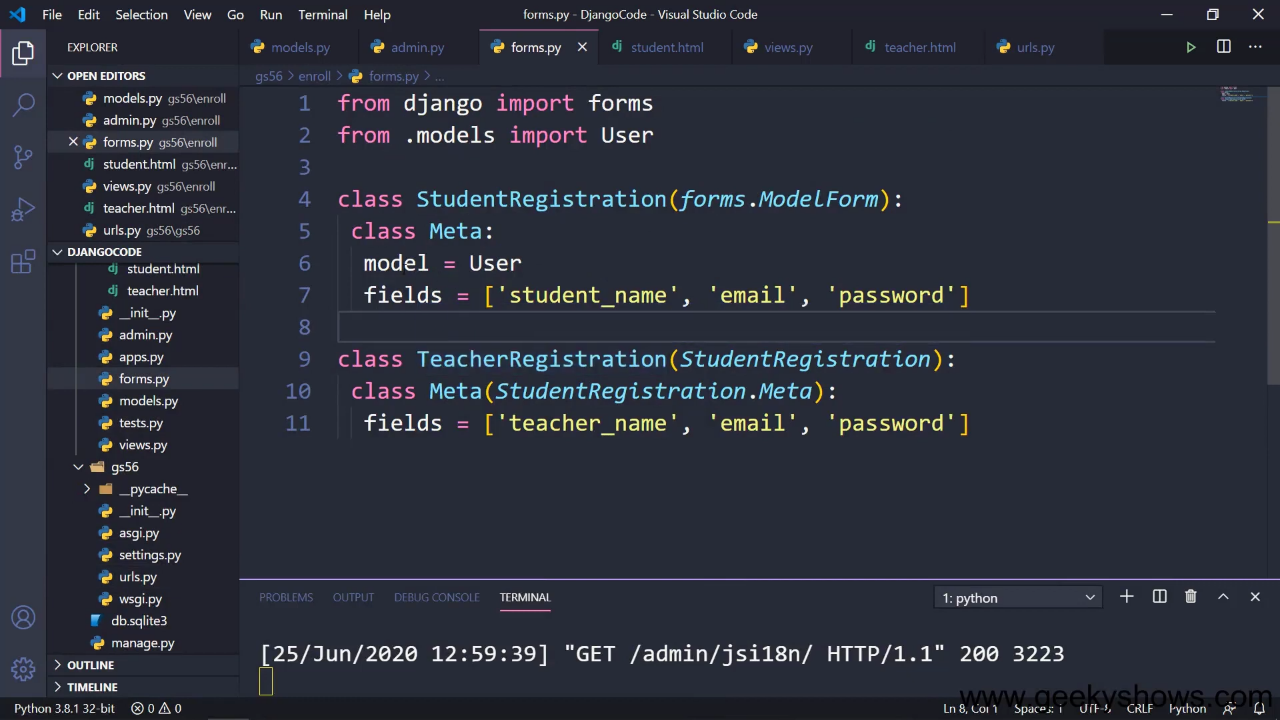 File Edit Selection View Go Run Terminal Help forms.py - DjangoCode - Visual Studio Code
EXPLORER
models.py admin.py forms.py student.html views.py teacher.html urls.py
OPEN EDITORS
gs56 enroll forms.py ...
models.py gs56\enroll
admin.py gs56\enroll
forms.py gs56\enroll
student.html gs56\enr...
views.py gs56\enroll
teacher.html gs56\enr...
urls.py gs56\gs56
DJANGOCODE
student.html
teacher.html
__init__.py
admin.py
apps.py
forms.py
models.py
tests.py
views.py
gs56
__pycache__
__init__.py
asgi.py
settings.py
urls.py
wsgi.py
db.sqlite3
manage.py
OUTLINE
TIMELINE
1 from django import forms
2 from .models import User
3
4 class StudentRegistration(forms.ModelForm):
5 class Meta:
6 model = User
7 fields = ['student_name', 'email', 'password']
8
9 class TeacherRegistration(StudentRegistration):
10 class Meta(StudentRegistration.Meta):
11 fields = ['teacher_name', 'email', 'password']
PROBLEMS OUTPUT DEBUG CONSOLE TERMINAL 1: python
[25/Jun/2020 12:59:39] "GET /admin/jsi18n/ HTTP/1.1" 200 3223
www.geekyshows.com
Python 3.8.1 32-bit 0 0 Ln 8, Col 1 Spaces: 1 UTF-8 CRLF Python